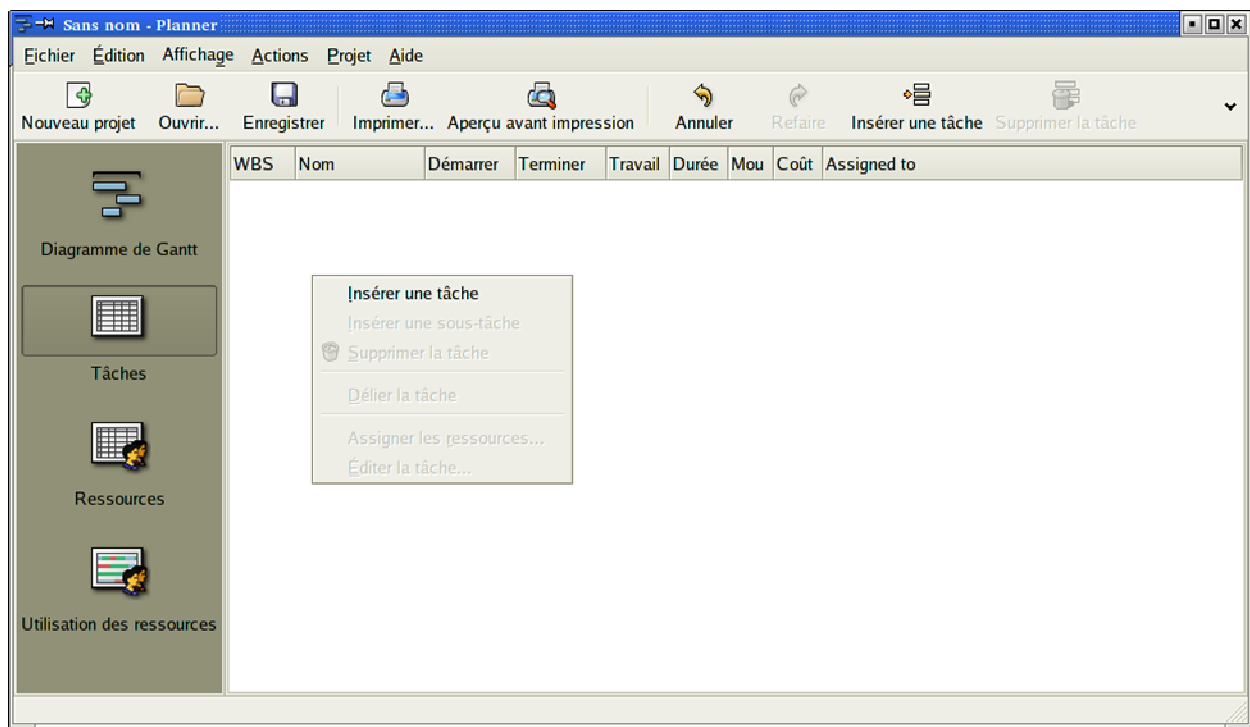 Sans nom - Planner
Fichier Édition Affichage Actions Projet Aide
Nouveau projet Ouvrir... Enregistrer Imprimer... Aperçu avant impression Annuler Refaire Insérer une tâche Supprimer la tâche
WBS Nom Démarrer Terminer Travail Durée Mou Coût Assigned to
Diagramme de Gantt
Tâches
Ressources
Utilisation des ressources
Insérer une tâche
Insérer une sous-tâche
Supprimer la tâche
Délier la tâche
Assigner les ressources...
Éditer la tâche...